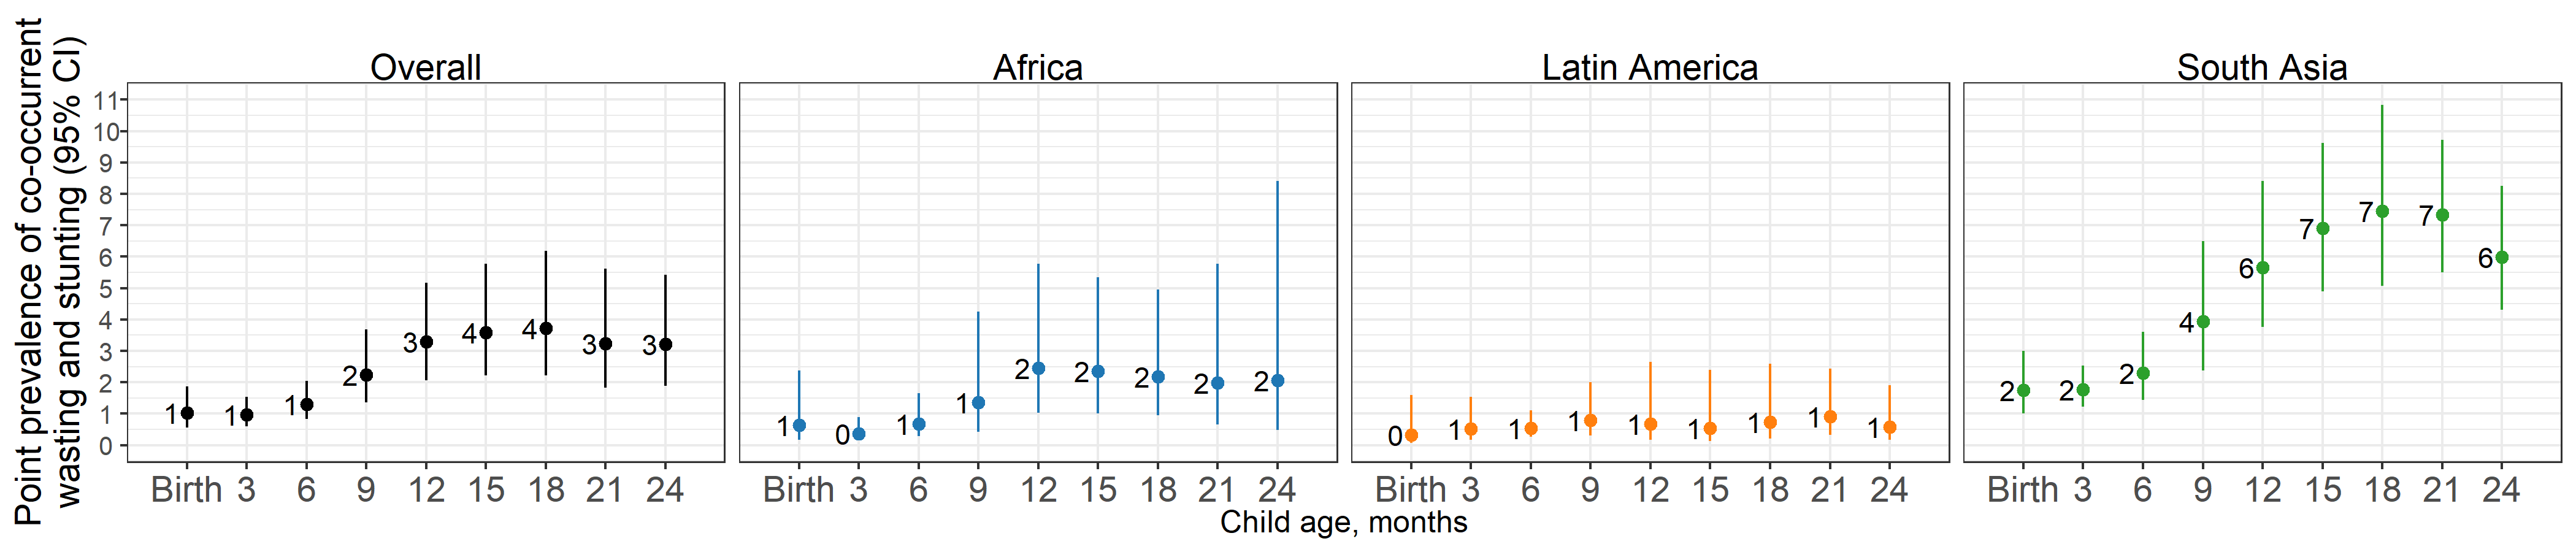 Point prevalence of co-occurrent
wasting and stunting (95% CI)
Overall
Africa
Latin America
South Asia
11
10
9
8
7
6
5
4
3
2
1
0
1 1 1 2 3 4 4 3 3
1 0 1 1 2 2 2 2 2
0 1 1 1 1 1 1 1 1
2 2 2 4 6 7 7 7 6
Birth 3 6 9 12 15 18 21 24
Birth 3 6 9 12 15 18 21 24
Birth 3 6 9 12 15 18 21 24
Birth 3 6 9 12 15 18 21 24
Child age, months